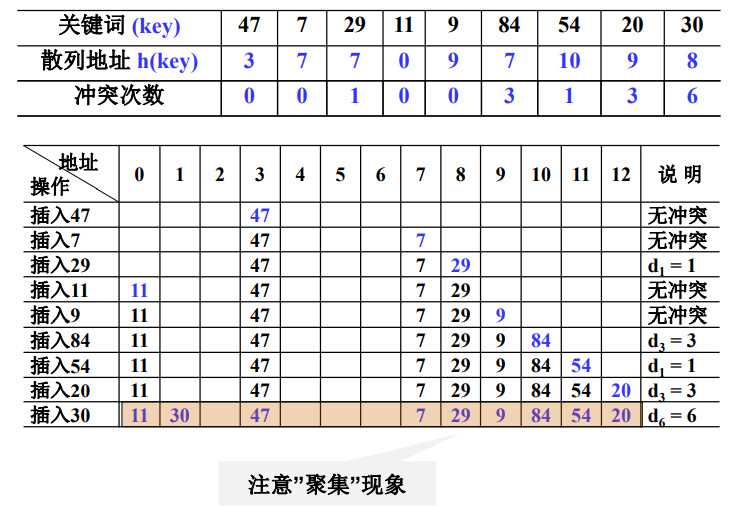 关键词 (key) 47 7 29 11 9 84 54 20 30
散列地址 h(key) 3 7 7 0 9 7 10 9 8
冲突次数 0 0 1 0 0 3 1 3 6
地址
操作
0 1 2 3 4 5 6 7 8 9 10 11 12 说 明
插入47 47 无冲突
插入7 47 7 无冲突
插入29 47 7 29 d₁ = 1
插入11 11 47 7 29 无冲突
插入9 11 47 7 29 9 无冲突
插入84 11 47 7 29 9 84 d₃ = 3
插入54 11 47 7 29 9 84 54 d₁ = 1
插入20 11 47 7 29 9 84 54 20 d₃ = 3
插入30 11 30 47 7 29 9 84 54 20 d₆ = 6
注意”聚集”现象